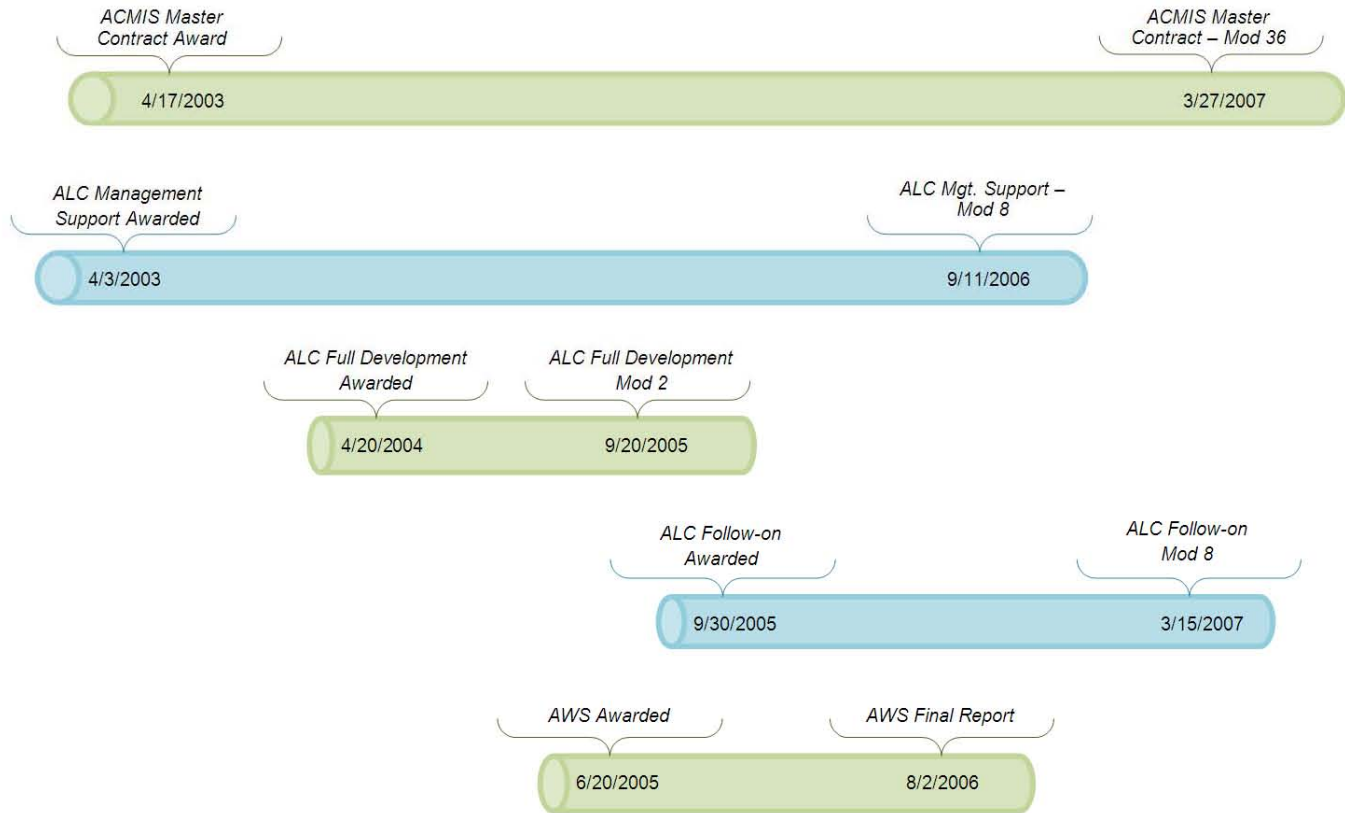 ACMIS Master
Contract Award
ACMIS Master
Contract – Mod 36
4/17/2003
3/27/2007
ALC Management
Support Awarded
ALC Mgt. Support –
Mod 8
4/3/2003
9/11/2006
ALC Full Development
Awarded
ALC Full Development
Mod 2
4/20/2004
9/20/2005
ALC Follow-on
Awarded
ALC Follow-on
Mod 8
9/30/2005
3/15/2007
AWS Awarded
AWS Final Report
6/20/2005
8/2/2006